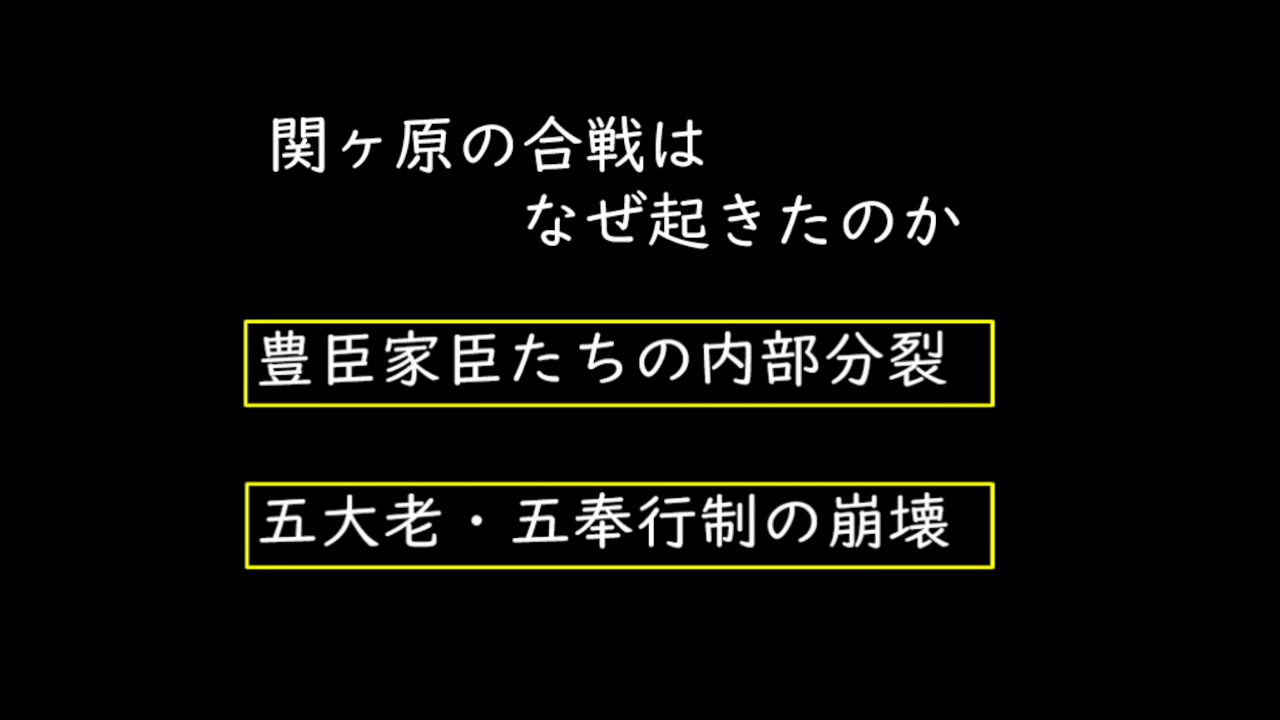 関ヶ原の合戦は
なぜ起きたのか
豊臣家臣たちの内部分裂
五大老・五奉行制の崩壊